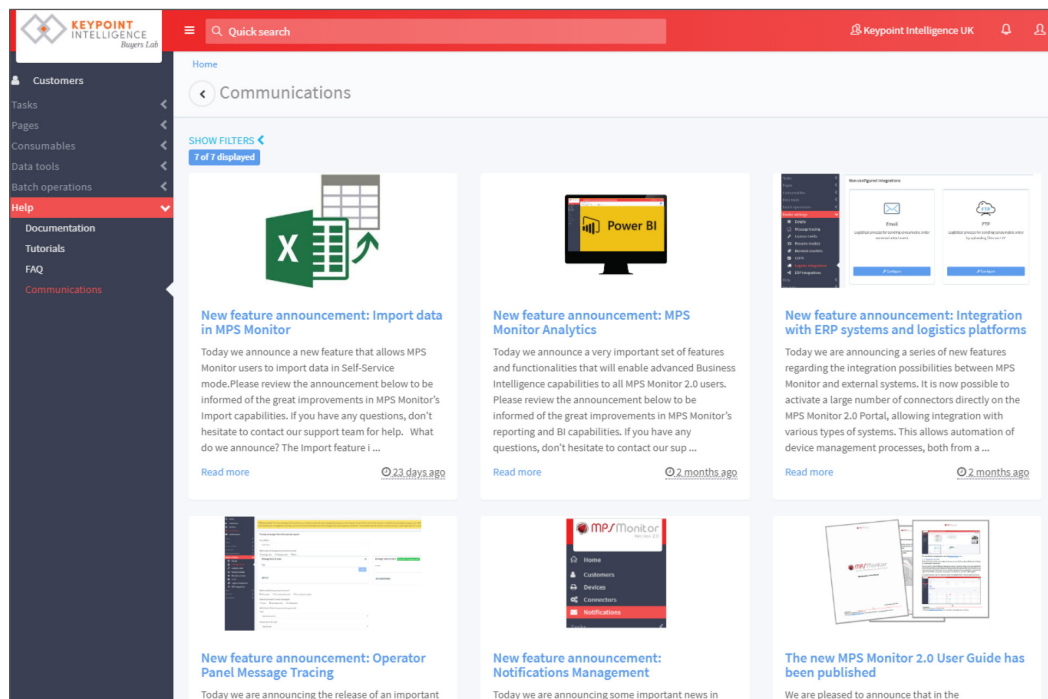 KEYPOINT
INTELLIGENCE
Buyers Lab
Quick search
Keypoint Intelligence UK
Customers
Tasks
Pages
Consumables
Data tools
Batch operations
Help
Documentation
Tutorials
FAQ
Communications
Home
Communications
SHOW FILTERS
7 of 7 displayed
X
New feature announcement: Import data
in MPS Monitor
Today we announce a new feature that allows MPS
Monitor users to import data in Self-Service
mode.Please review the announcement below to be
informed of the great improvements in MPS Monitor's
Import capabilities. If you have any questions, don't
hesitate to contact our support team for help. What
do we announce? The Import feature i ...
Read more
23 days ago
Power BI
New feature announcement: MPS
Monitor Analytics
Today we announce a very important set of features
and functionalities that will enable advanced Business
Intelligence capabilities to all MPS Monitor 2.0 users.
Please review the announcement below to be
informed of the great improvements in MPS Monitor's
reporting and BI capabilities. If you have any
questions, don't hesitate to contact our sup ...
Read more
2 months ago
Non-configured integrations
Email
FTP
Configure
Configure
New feature announcement: Integration
with ERP systems and logistics platforms
Today we are announcing a series of new features
regarding the integration possibilities between MPS
Monitor and external systems. It is now possible to
activate a large number of connectors directly on the
MPS Monitor 2.0 Portal, allowing integration with
various types of systems. This allows automation of
device management processes, both from a ...
Read more
2 months ago
New feature announcement: Operator
Panel Message Tracing
Today we are announcing the release of an important
MPS Monitor
Home
Customers
Devices
Connectors
Notifications
Tasks
New feature announcement:
Notifications Management
Today we are announcing some important news in
MPS Monitor
The new MPS Monitor 2.0 User Guide has
been published
We are pleased to announce that in the